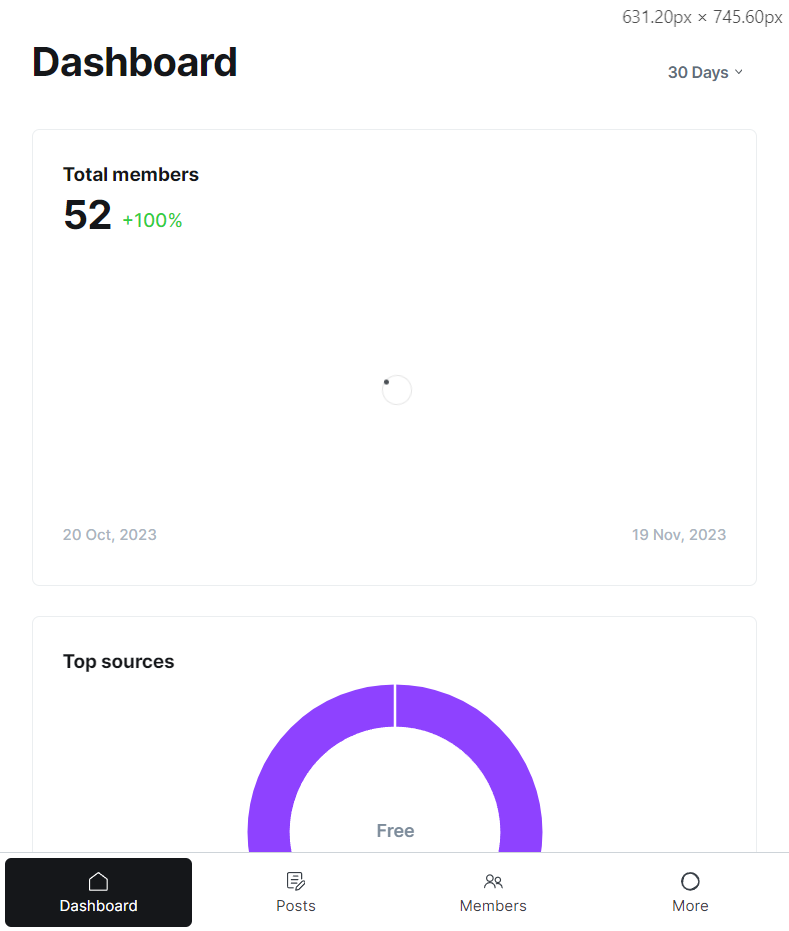 631.20px × 745.60px
Dashboard
30 Days
Total members
52 +100%
20 Oct, 2023
19 Nov, 2023
Top sources
Free
Dashboard
Posts
Members
More